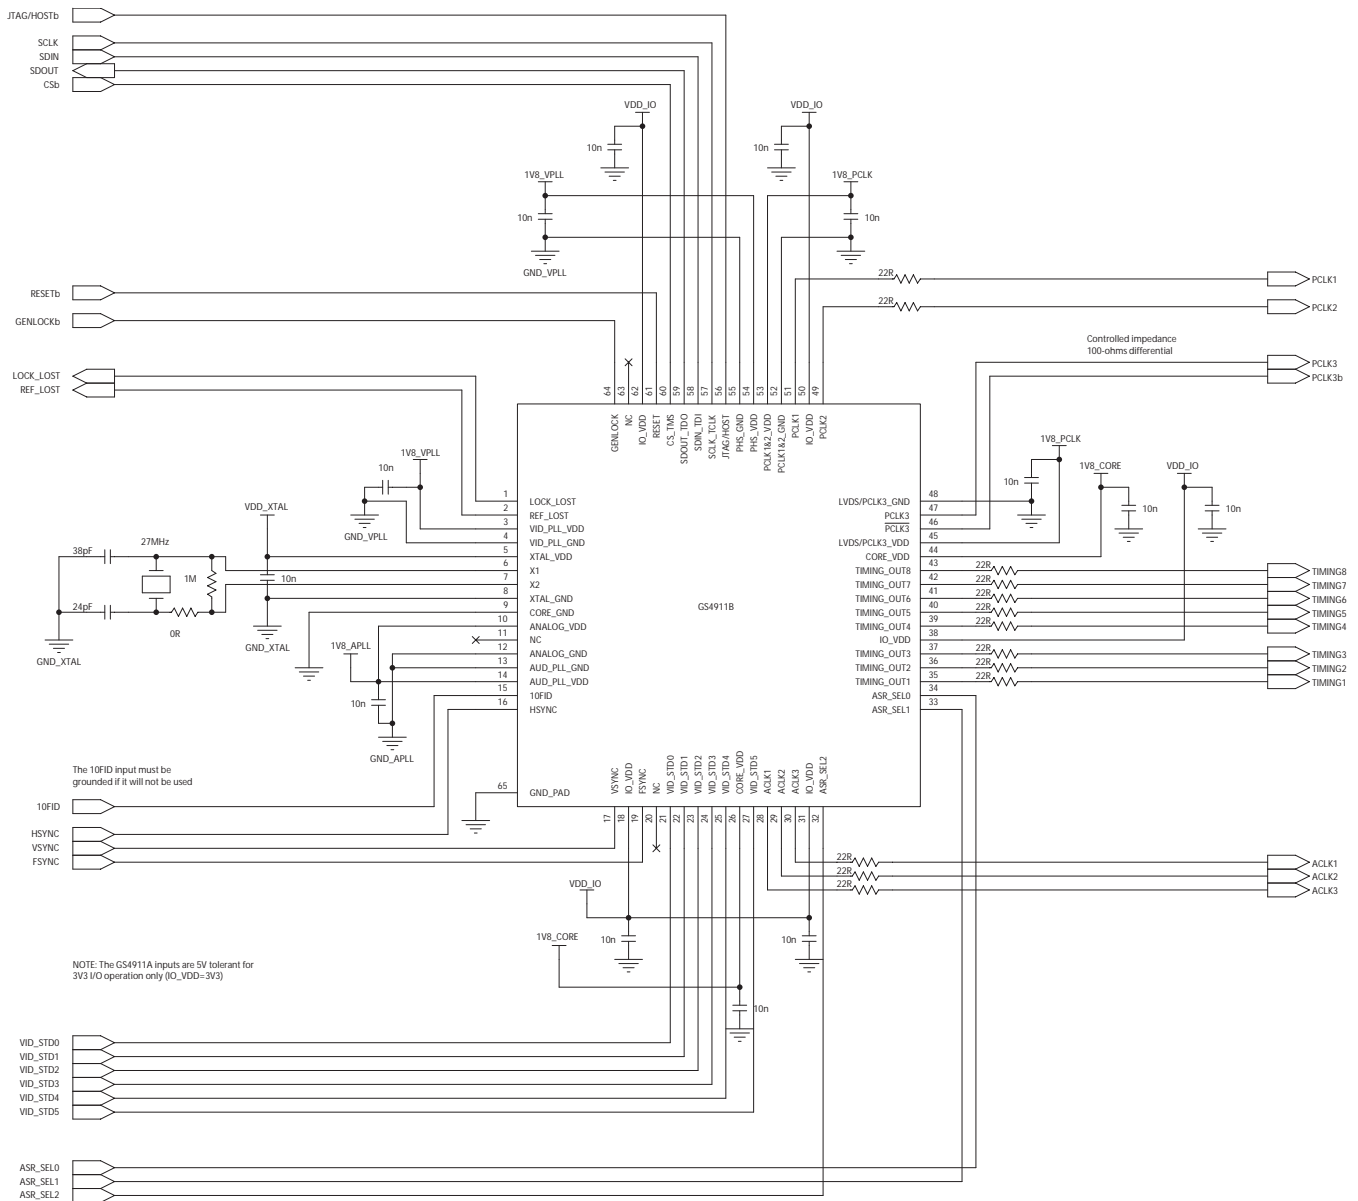 JTAG/HOSTb
SCLK
SDIN
SDOUT
CSb
VDD_IO
VDD_IO
10n
10n
1V8_VPLL
1V8_PCLK
10n
10n
GND_VPLL
22R
PCLK1
RESETb
22R
PCLK2
GENLOCKb
Controlled impedance
100-ohms differential
PCLK3
LOCK_LOST
PCLK3b
REF_LOST
64
63
62
61
60
59
58
57
56
55
54
53
52
51
50
49
GENLOCK
NC
IO_VDD
RESET
CS_TMS
SDOUT_TDO
SDIN_TDI
SCLK_TCLK
JTAG/HOST
PHS_GND
PHS_VDD
PCLK1&2_VDD
PCLK1&2_GND
PCLK1
IO_VDD
PCLK2
1V8_VPLL
10n
GND_VPLL
VDD_XTAL
1V8_PCLK
1V8_CORE
VDD_IO
10n
10n
10n
1 LOCK_LOST
2 REF_LOST
3 VID_PLL_VDD
4 VID_PLL_GND
5 XTAL_VDD
6 X1
7 X2
8 XTAL_GND
9 CORE_GND
10 ANALOG_VDD
11 NC
12 ANALOG_GND
13 AUD_PLL_GND
14 AUD_PLL_VDD
15 10FID
16 HSYNC
65 GND_PAD
GS4911B
LVDS/PCLK3_GND 48
PCLK3 47
PCLK3 46
LVDS/PCLK3_VDD 45
CORE_VDD 44
TIMING_OUT8 43 22R TIMING8
TIMING_OUT7 42 22R TIMING7
TIMING_OUT6 41 22R TIMING6
TIMING_OUT5 40 22R TIMING5
TIMING_OUT4 39 22R TIMING4
IO_VDD 38
TIMING_OUT3 37 22R TIMING3
TIMING_OUT2 36 22R TIMING2
TIMING_OUT1 35 22R TIMING1
ASR_SEL0 34
ASR_SEL1 33
38pF
27MHz
1M
10n
24pF
0R
GND_XTAL
GND_XTAL
1V8_APLL
10n
GND_APLL
The 10FID input must be
grounded if it will not be used
10FID
HSYNC
VSYNC
FSYNC
VSYNC
IO_VDD
FSYNC
NC
VID_STD0
VID_STD1
VID_STD2
VID_STD3
VID_STD4
CORE_VDD
VID_STD5
ACLK1
ACLK2
ACLK3
IO_VDD
ASR_SEL2
17
18
19
20
21
22
23
24
25
26
27
28
29
30
31
32
22R ACLK1
22R ACLK2
22R ACLK3
VDD_IO
1V8_CORE
10n
10n
10n
NOTE: The GS4911A inputs are 5V tolerant for
3V3 I/O operation only (IO_VDD=3V3)
VID_STD0
VID_STD1
VID_STD2
VID_STD3
VID_STD4
VID_STD5
ASR_SEL0
ASR_SEL1
ASR_SEL2